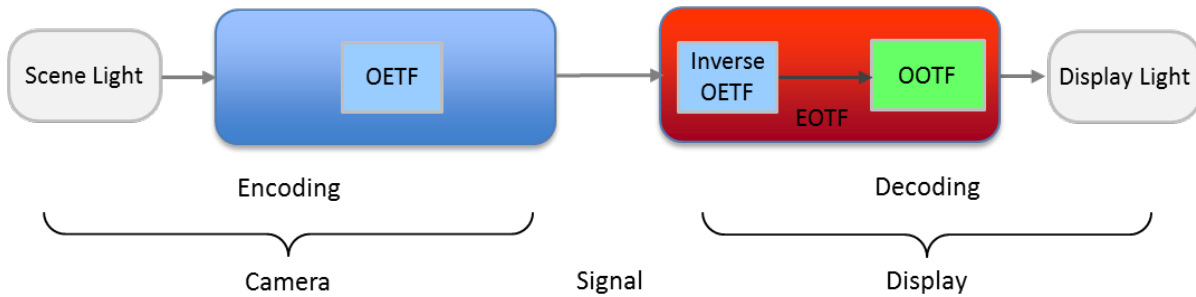 Scene Light
OETF
Inverse
OETF
OOTF
EOTF
Display Light
Encoding
Decoding
Camera
Signal
Display